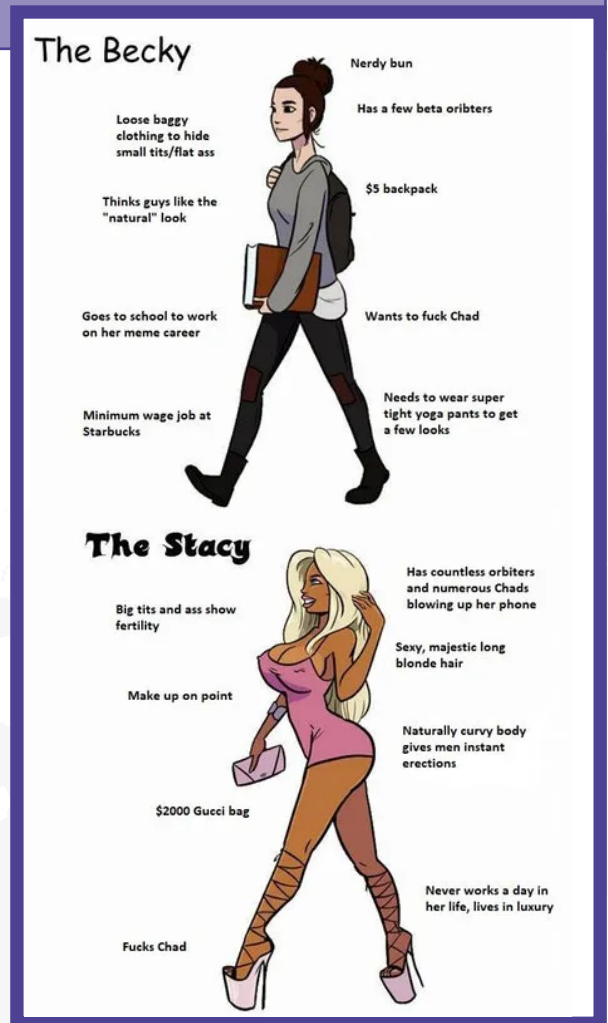 The Becky
Nerdy bun
Has a few beta oribters
Loose baggy
clothing to hide
small tits/flat ass
$5 backpack
Thinks guys like the
"natural" look
Goes to school to work
on her meme career
Wants to fuck Chad
Needs to wear super
tight yoga pants to get
a few looks
Minimum wage job at
Starbucks
The Stacy
Has countless orbiters
and numerous Chads
blowing up her phone
Big tits and ass show
fertility
Sexy, majestic long
blonde hair
Make up on point
Naturally curvy body
gives men instant
erections
$2000 Gucci bag
Never works a day in
her life, lives in luxury
Fucks Chad